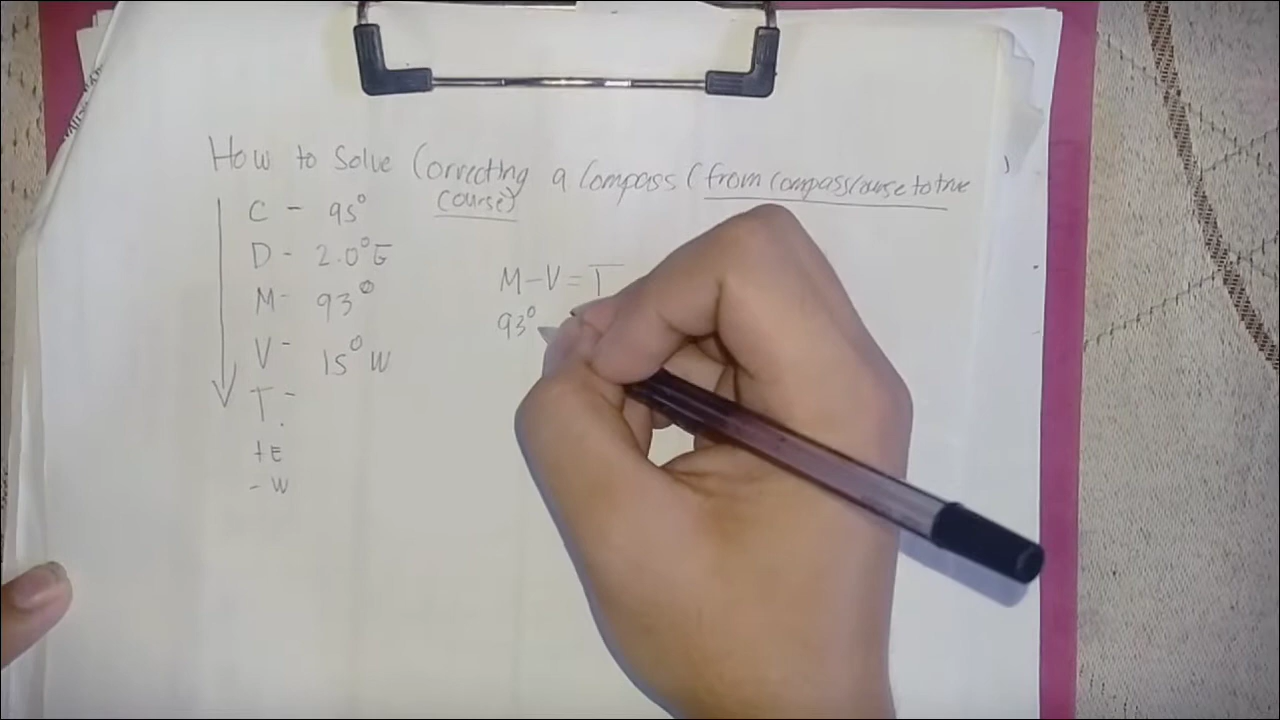 How to Solve Correcting a Compass (from compass course to true
course)
C - 95°
D - 2.0°E
M - 93°
V - 15°W
T -
+E
-W
M-V=T
93°